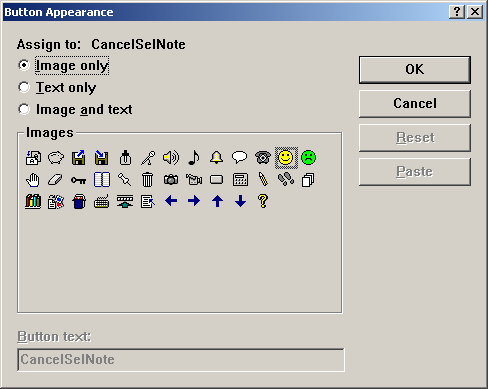 Button Appearance
Assign to: CancelSelNote
Image only
Text only
Image and text
OK
Cancel
Reset
Paste
Images
Button text:
CancelSelNote